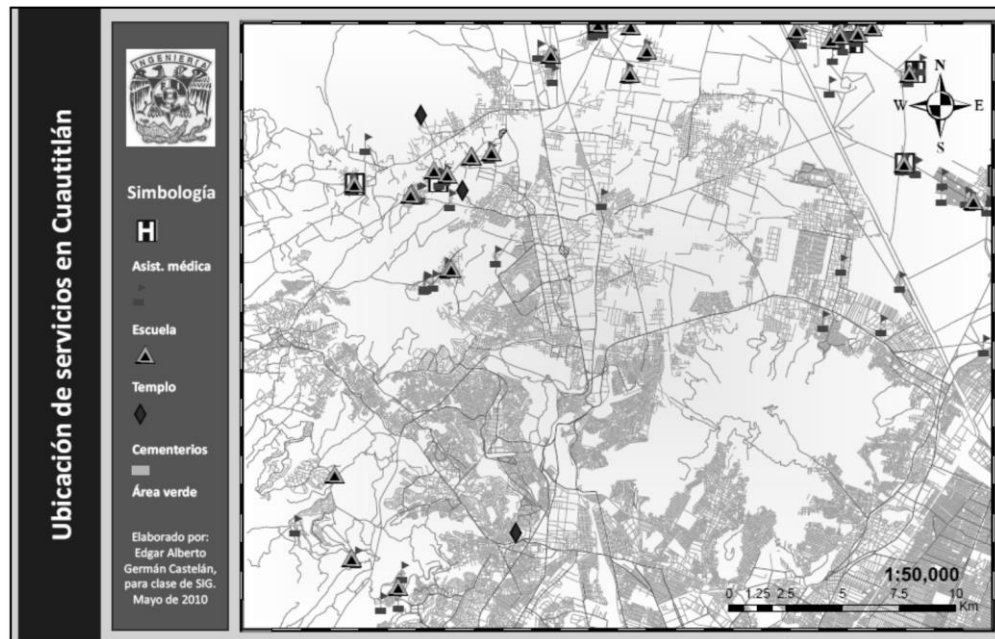 Ubicación de servicios en Cuautitlán
INGENIERÍA
Simbología
H
Asist. médica
Escuela
Templo
Cementerios
Área verde
Elaborado por:
Edgar Alberto
Germán Castelán,
para clase de SIG.
Mayo de 2010
N
W E
S
1:50,000
0 1.25 2.5 5 7.5 10
Km